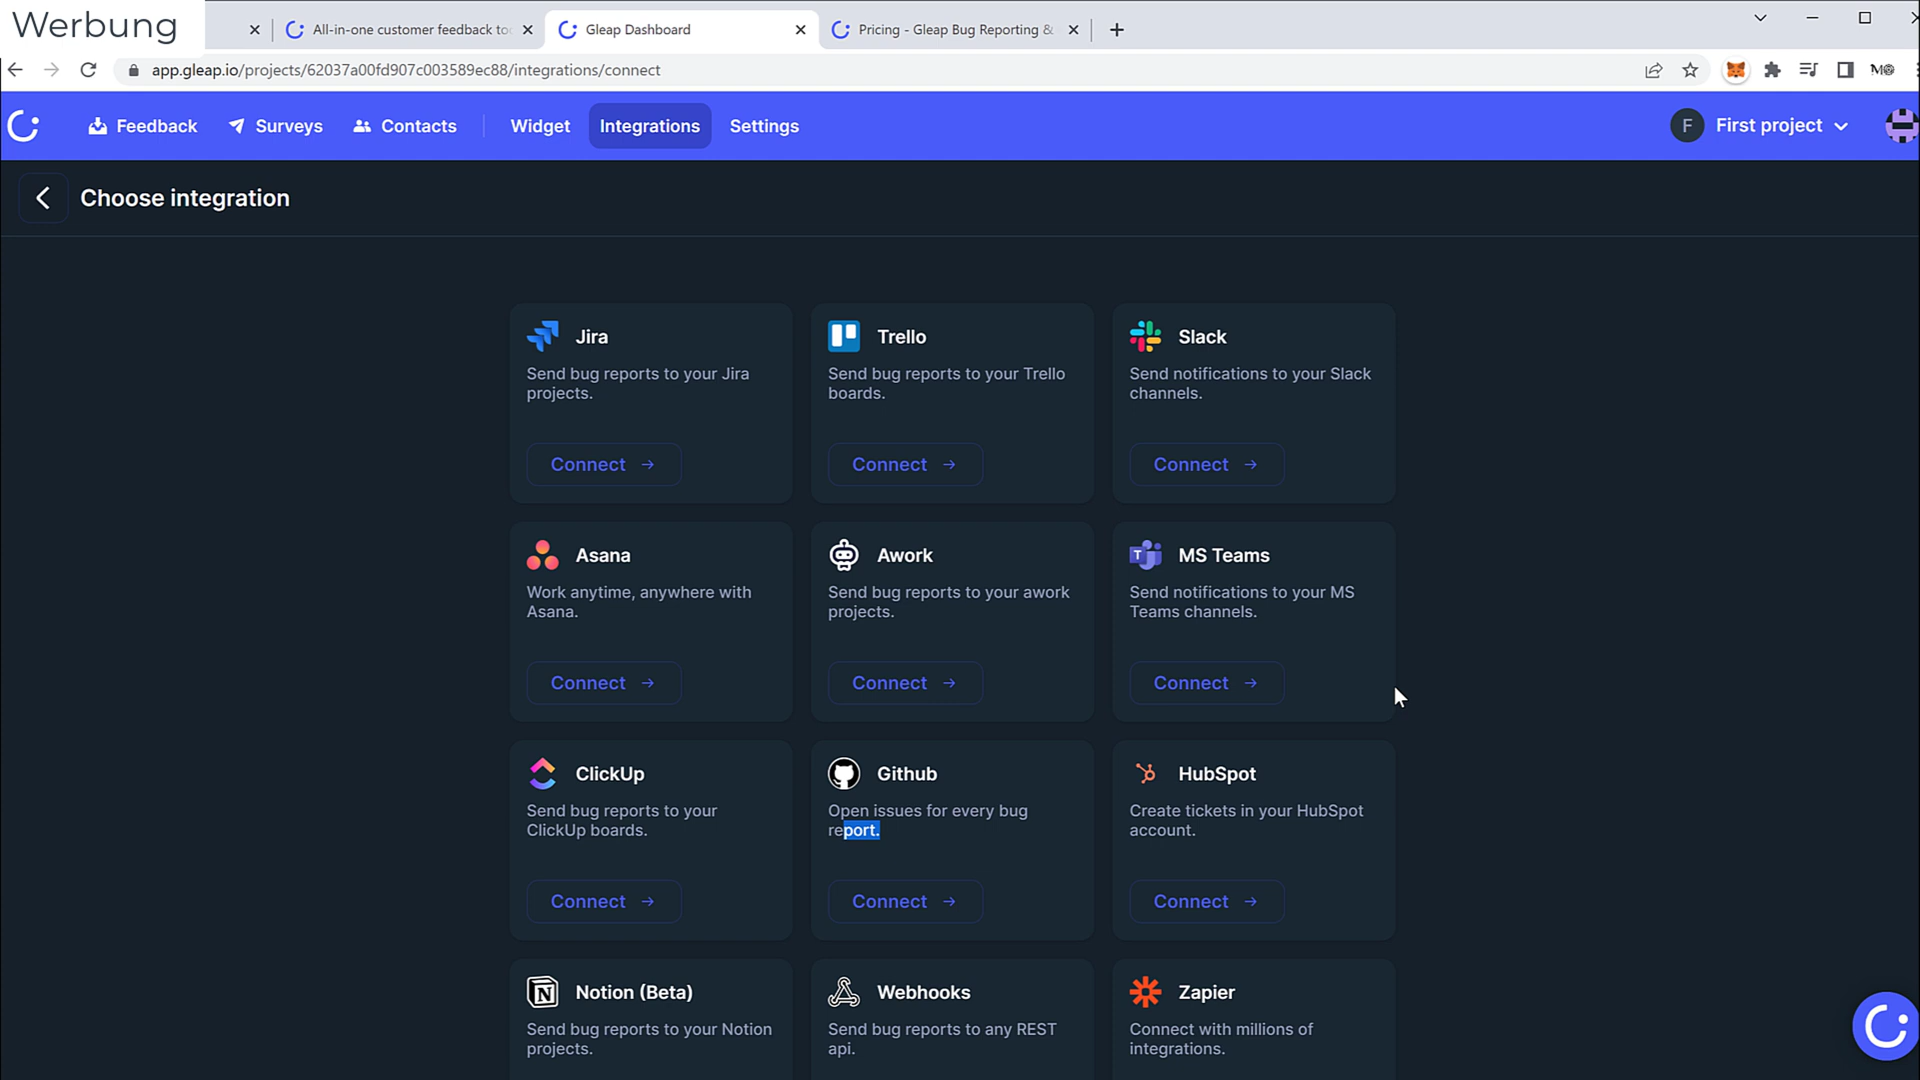 Werbung
All-in-one customer feedback to
Gleap Dashboard
Pricing - Gleap Bug Reporting &
app.gleap.io/projects/62037a00fd907c003589ec88/integrations/connect
Feedback
Surveys
Contacts
Widget
Integrations
Settings
F
First project
Choose integration
Jira
Send bug reports to your Jira
projects.
Connect →
Trello
Send bug reports to your Trello
boards.
Connect →
Slack
Send notifications to your Slack
channels.
Connect →
Asana
Work anytime, anywhere with
Asana.
Connect →
Awork
Send bug reports to your awork
projects.
Connect →
MS Teams
Send notifications to your MS
Teams channels.
Connect →
ClickUp
Send bug reports to your
ClickUp boards.
Connect →
Github
Open issues for every bug
report.
Connect →
HubSpot
Create tickets in your HubSpot
account.
Connect →
Notion (Beta)
Send bug reports to your Notion
projects.
Webhooks
Send bug reports to any REST
api.
Zapier
Connect with millions of
integrations.